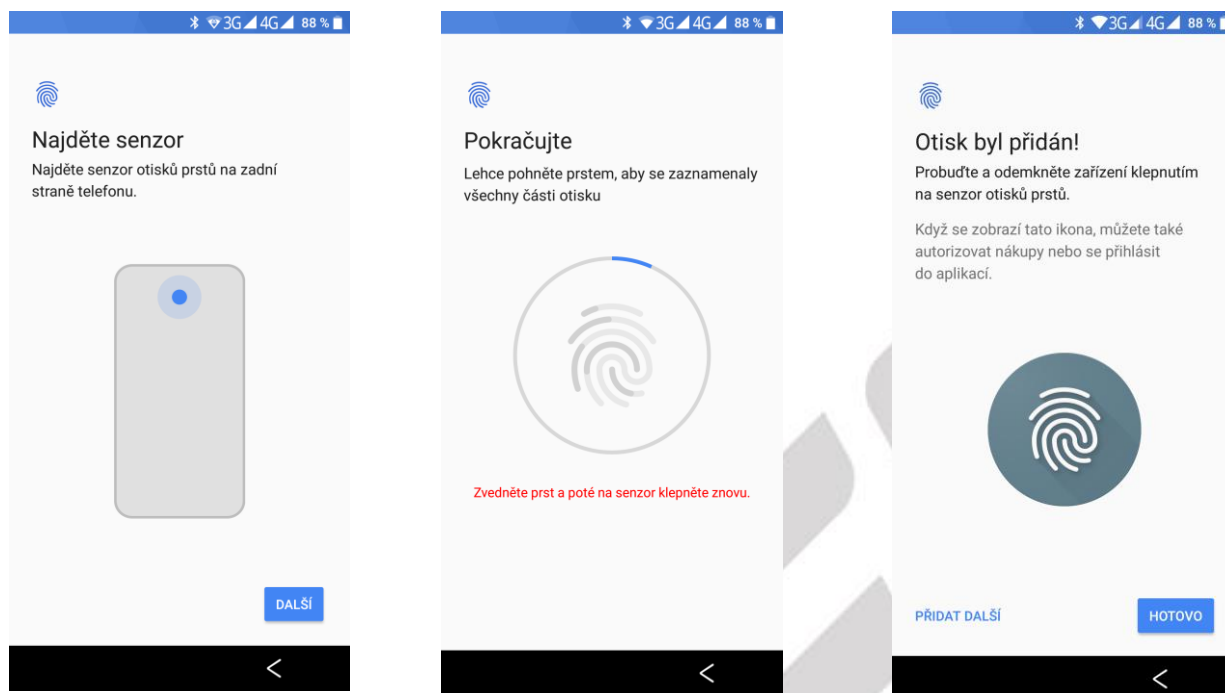 3G 4G 88 %
Najděte senzor
Najděte senzor otisků prstů na zadní
straně telefonu.
DALŠÍ
3G 4G 88 %
Pokračujte
Lehce pohněte prstem, aby se zaznamenaly
všechny části otisku
Zvedněte prst a poté na senzor klepněte znovu.
3G 4G 88 %
Otisk byl přidán!
Probuďte a odemkněte zařízení klepnutím
na senzor otisků prstů.
Když se zobrazí tato ikona, můžete také
autorizovat nákupy nebo se přihlásit
do aplikací.
PŘIDAT DALŠÍ
HOTOVO